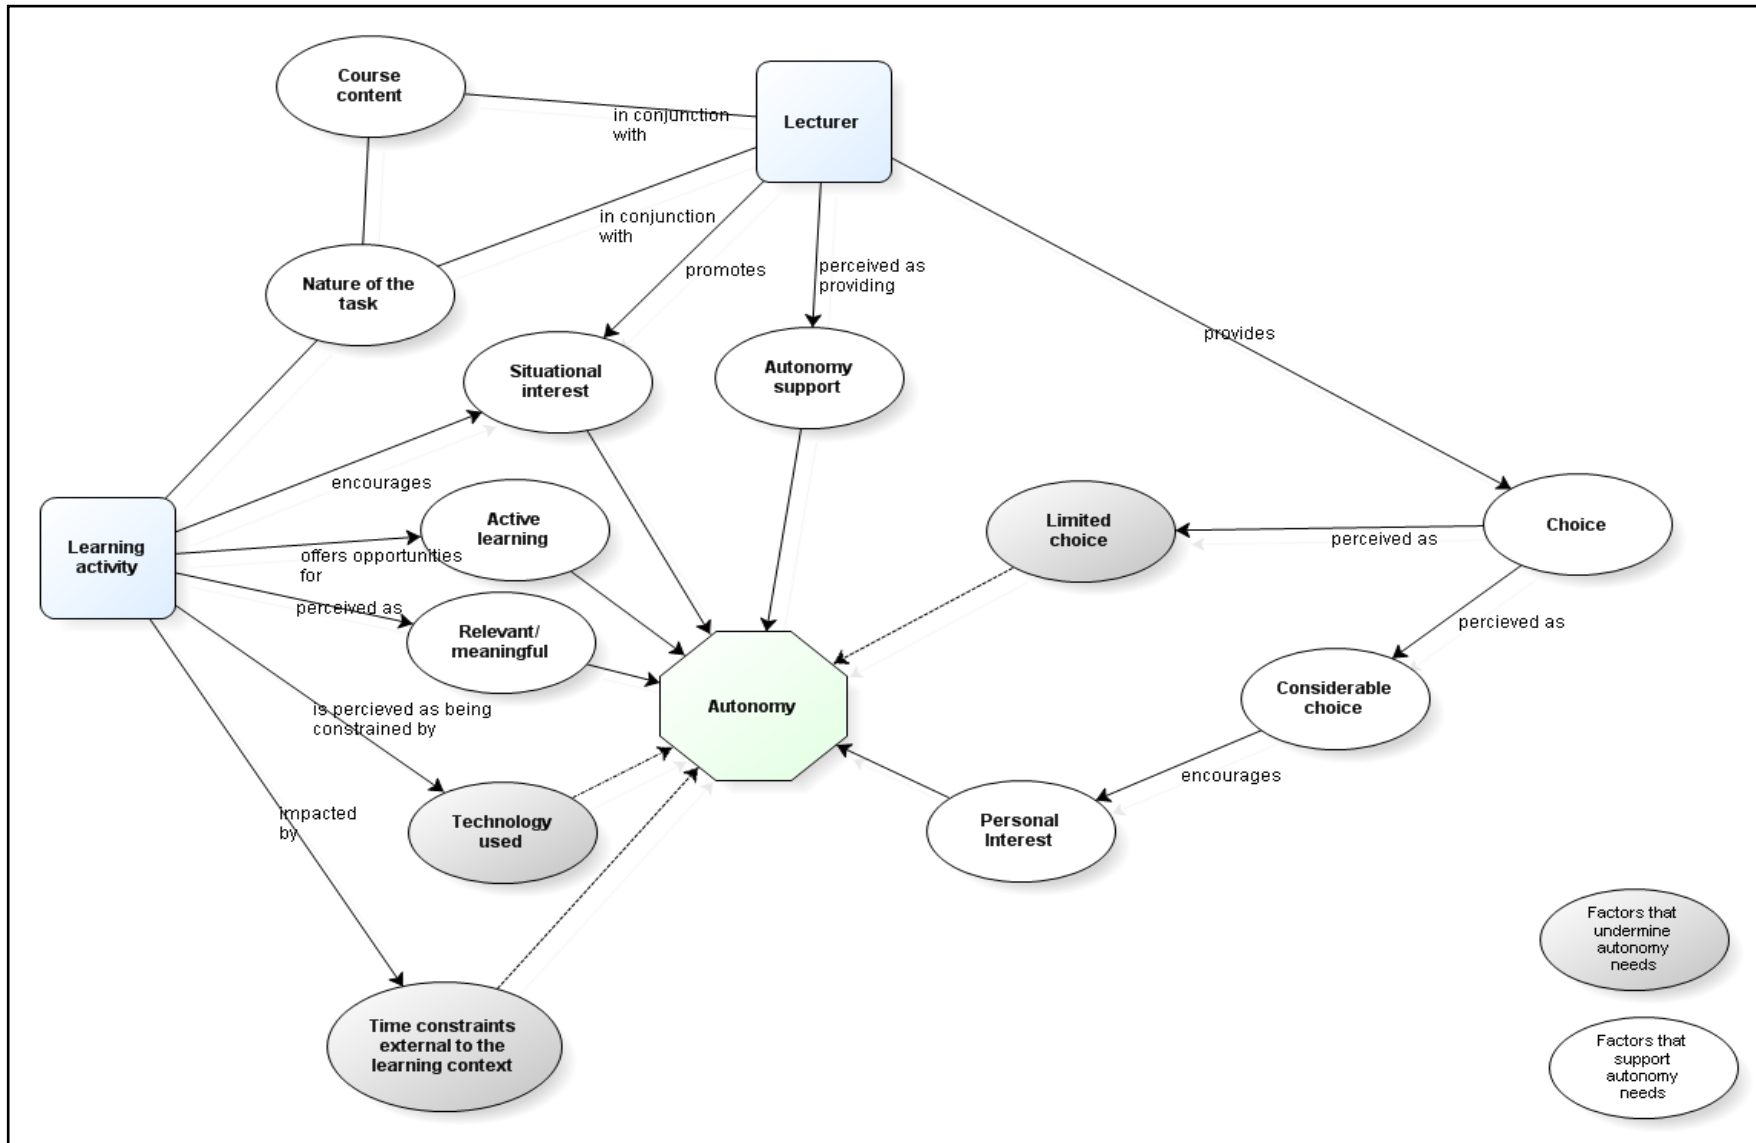 Course
content
Lecturer
in conjunction
with
in conjunction
with
Nature of the
task
promotes
perceived as
providing
provides
Situational
interest
Autonomy
support
encourages
Active
learning
Limited
choice
Choice
perceived as
Learning
activity
offers opportunities
for
perceived as
Relevant/
meaningful
percieved as
Considerable
choice
Autonomy
is percieved as being
constrained by
encourages
Technology
used
Personal
Interest
impacted
by
Factors that
undermine
autonomy
needs
Time constraints
external to the
learning context
Factors that
support
autonomy
needs